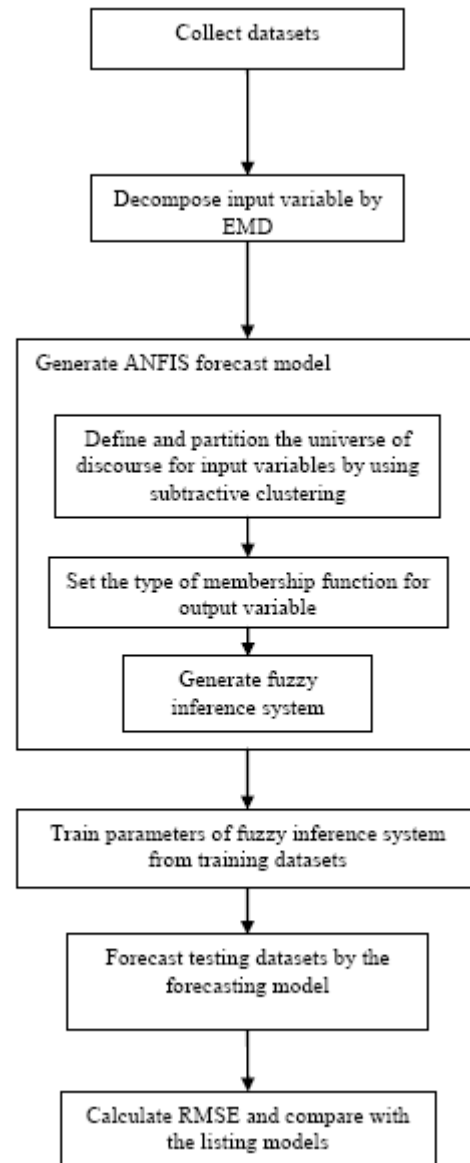 Collect datasets
Decompose input variable by
EMD
Generate ANFIS forecast model
Define and partition the universe of
discourse for input variables by using
subtractive clustering
Set the type of membership function for
output variable
Generate fuzzy
inference system
Train parameters of fuzzy inference system
from training datasets
Forecast testing datasets by the
forecasting model
Calculate RMSE and compare with
the listing models